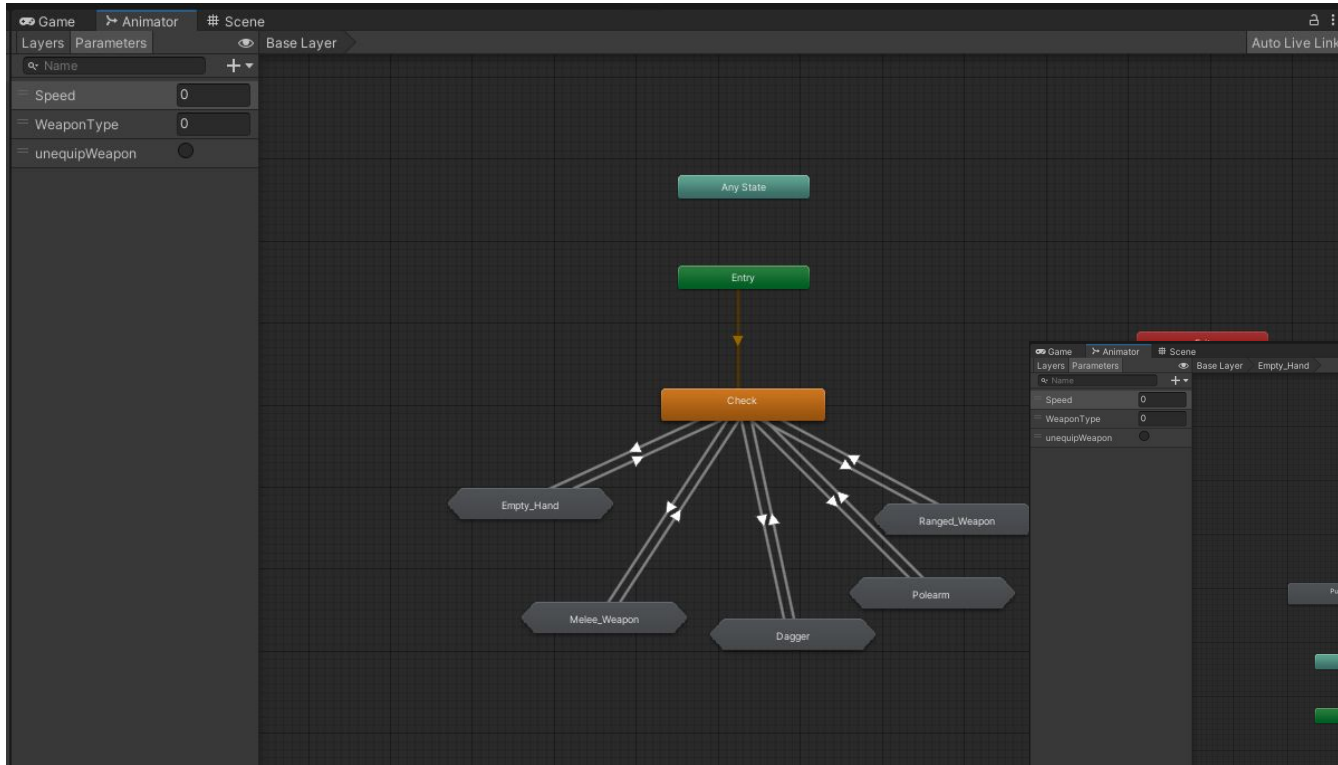 Game Animator Scene
Layers Parameters Base Layer Auto Live Link
Name
Speed 0
WeaponType 0
unequipWeapon
Any State
Entry
Check
Empty_Hand
Ranged_Weapon
Polearm
Melee_Weapon
Dagger
Game Animator Scene
Layers Parameters Base Layer Empty_Hand
Name
Speed 0
WeaponType 0
unequipWeapon